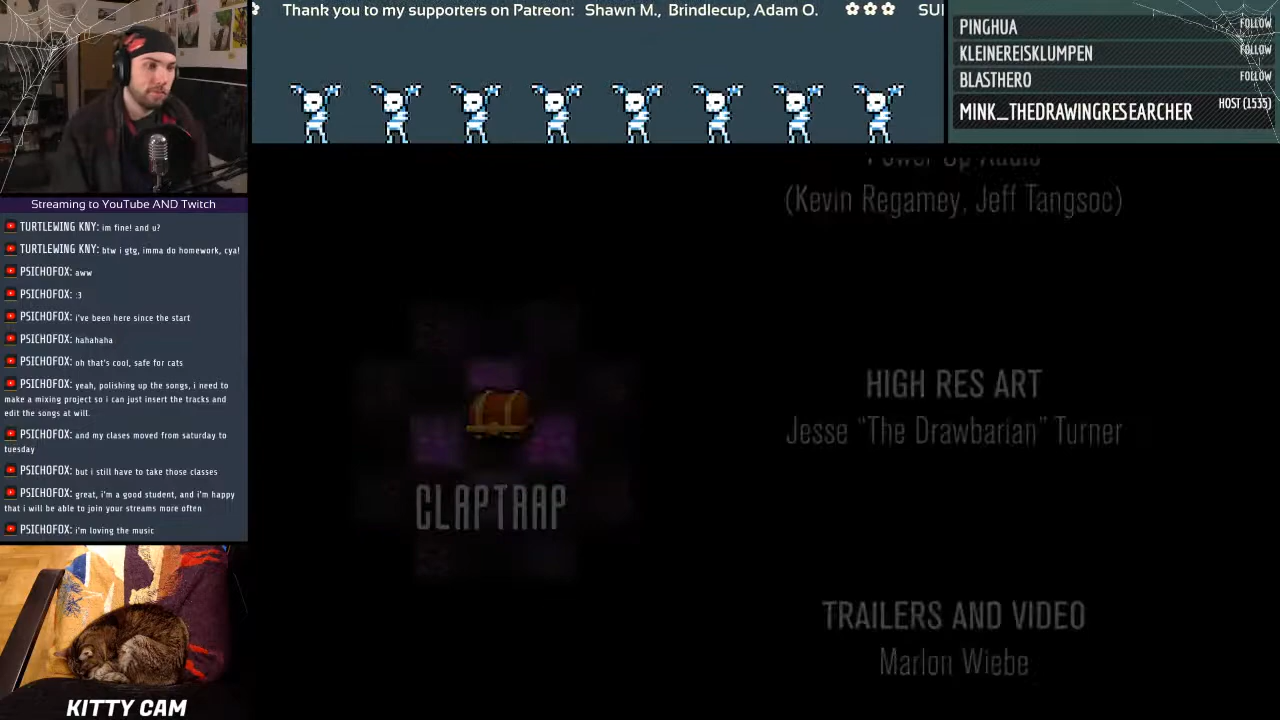 Thank you to my supporters on Patreon: Shawn M., Brindlecup, Adam O. ✿ ✿ ✿ SUI
PINGHUA FOLLOW
KLEINEREISKLUMPEN FOLLOW
BLASTHERO FOLLOW
MINK_THEDRAWINGRESEARCHER HOST (1535)
Streaming to YouTube AND Twitch
TURTLEWING KNY: im fine! and u?
TURTLEWING KNY: btw i gtg, imma do homework, cya!
PSICHOFOX: aww
PSICHOFOX: :3
PSICHOFOX: i've been here since the start
PSICHOFOX: hahahaha
PSICHOFOX: oh that's cool, safe for cats
PSICHOFOX: yeah, polishing up the songs, i need to
make a mixing project so i can just insert the tracks and
edit the songs at will.
PSICHOFOX: and my clases moved from saturday to
tuesday
PSICHOFOX: but i still have to take those classes
PSICHOFOX: great, i'm a good student, and i'm happy
that i will be able to join your streams more often
PSICHOFOX: i'm loving the music
KITTY CAM
Power Up Audio
(Kevin Regamey, Jeff Tangsoc)
CLAPTRAP
HIGH RES ART
Jesse "The Drawbarian" Turner
TRAILERS AND VIDEO
Marlon Wiebe